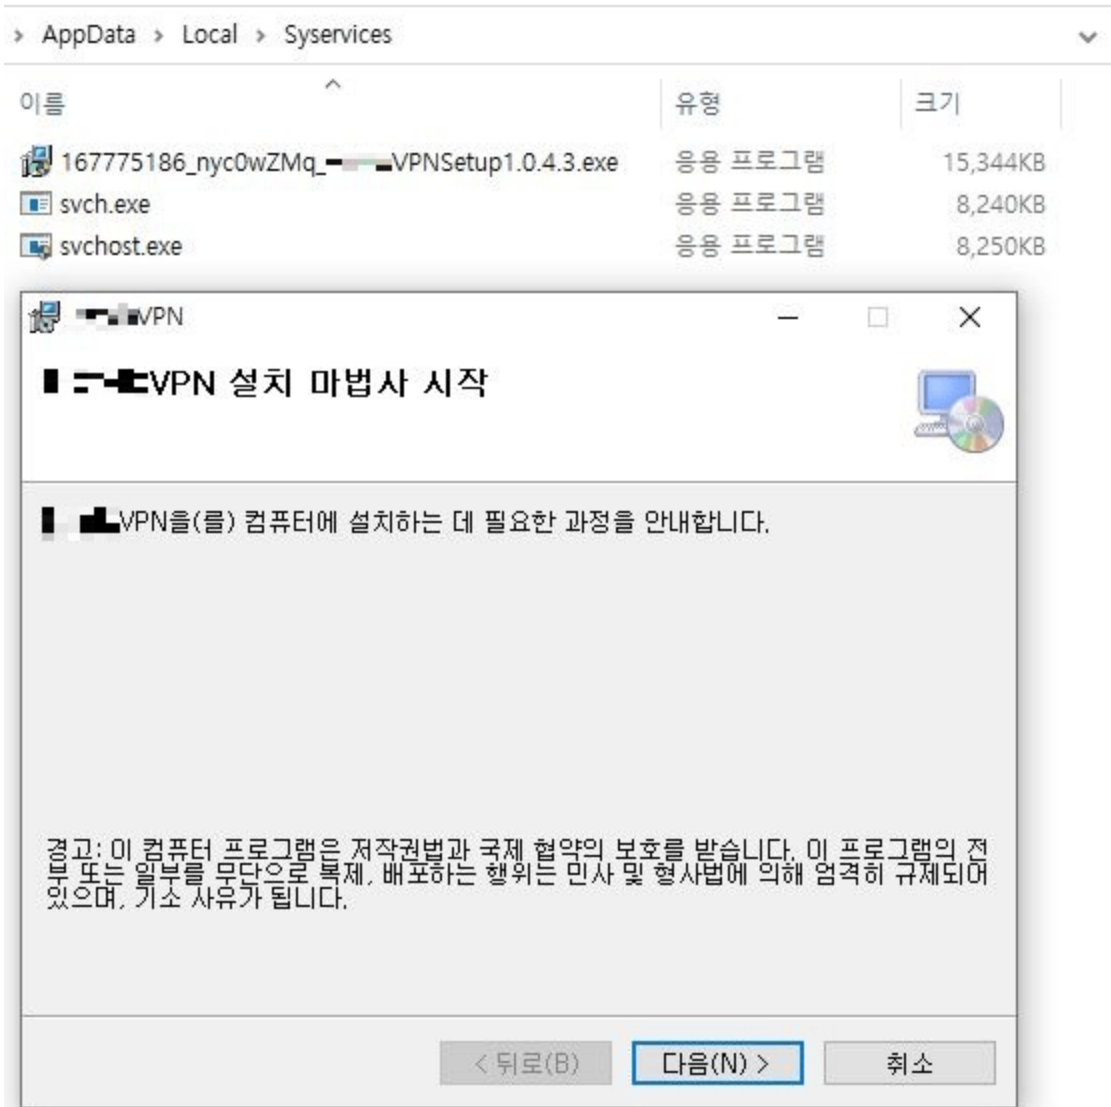 > AppData > Local > Syservices
이름 유형 크기
167775186_nyc0wZMq_ VPNSetup1.0.4.3.exe 응용 프로그램 15,344KB
svch.exe 응용 프로그램 8,240KB
svchost.exe 응용 프로그램 8,250KB
VPN
VPN 설치 마법사 시작
VPN을(를) 컴퓨터에 설치하는 데 필요한 과정을 안내합니다.
경고: 이 컴퓨터 프로그램은 저작권법과 국제 협약의 보호를 받습니다. 이 프로그램의 전
부 또는 일부를 무단으로 복제, 배포하는 행위는 민사 및 형사법에 의해 엄격히 규제되어
있으며, 기소 사유가 됩니다.
< 뒤로(B) 다음(N) > 취소